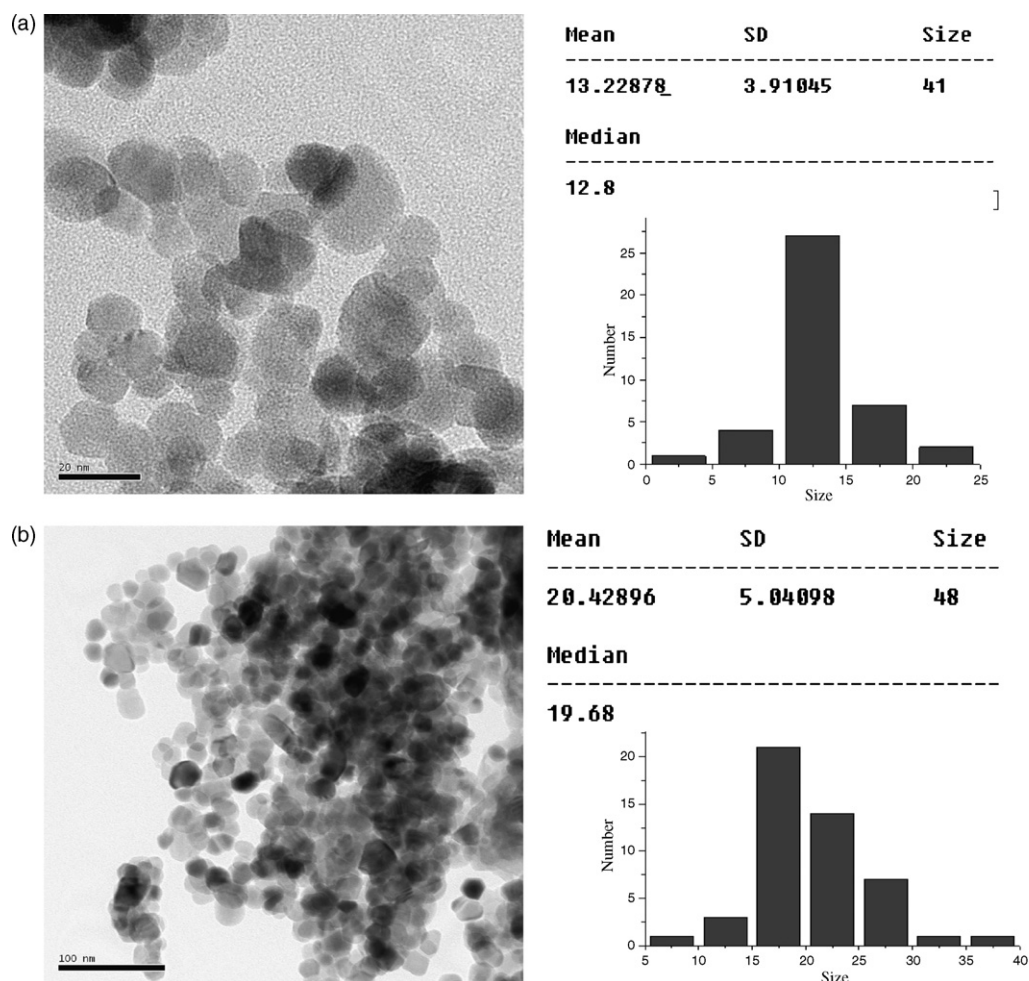 (a)
Mean SD Size
13.22878_ 3.91045 41
Median
12.8
]
25
20
15
10
5
0
Number
0 5 10 15 20 25
Size
20 nm
(b)
Mean SD Size
20.42896 5.04098 48
Median
19.68
20
15
10
5
0
Number
5 10 15 20 25 30 35 40
Size
100 nm